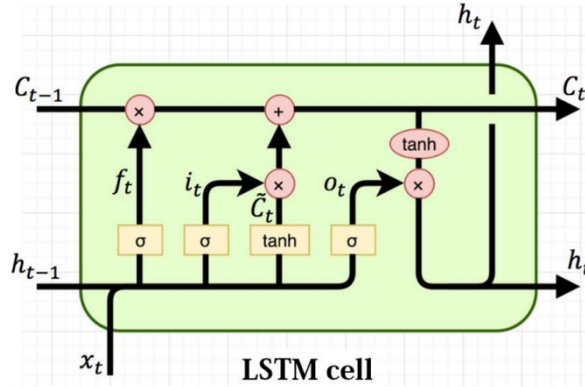 h_t
C_{t-1}
×
+
C_t
tanh
f_t
i_t
×
C̃_t
o_t
×
σ
σ
tanh
σ
h_{t-1}
h_t
x_t
LSTM cell